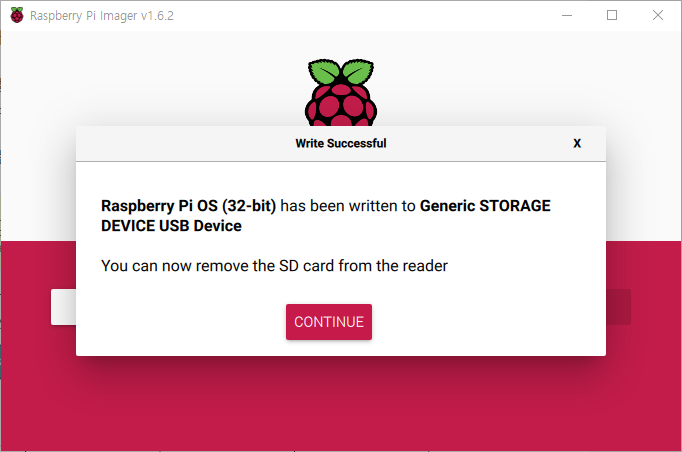 Raspberry Pi Imager v1.6.2
Write Successful X
Raspberry Pi OS (32-bit) has been written to Generic STORAGE
DEVICE USB Device
You can now remove the SD card from the reader
CONTINUE